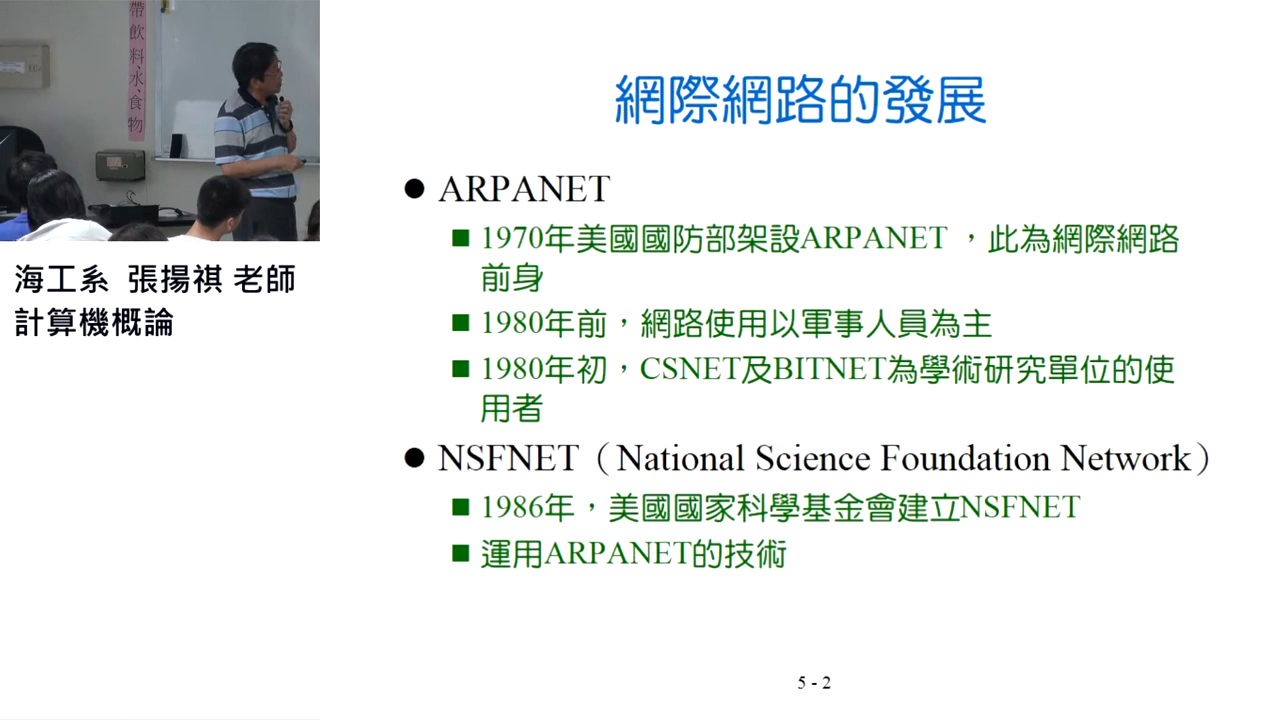 帶飲料、水、食物
海工系 張揚祺 老師
計算機概論
網際網路的發展
● ARPANET
■ 1970年美國國防部架設ARPANET ，此為網際網路
前身
■ 1980年前，網路使用以軍事人員為主
■ 1980年初，CSNET及BITNET為學術研究單位的使
用者
● NSFNET（National Science Foundation Network）
■ 1986年，美國國家科學基金會建立NSFNET
■ 運用ARPANET的技術
5 - 2